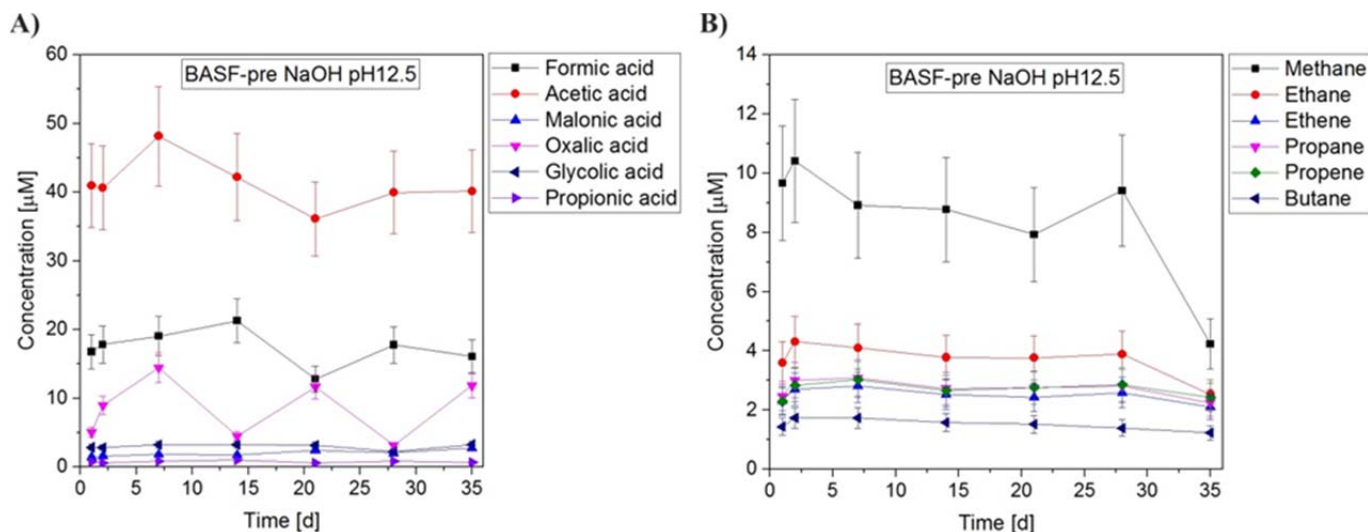 A)
BASF-pre NaOH pH12.5
Concentration [µM]
60
50
40
30
20
10
0
0 5 10 15 20 25 30 35
Time [d]
Formic acid
Acetic acid
Malonic acid
Oxalic acid
Glycolic acid
Propionic acid
B)
BASF-pre NaOH pH12.5
Concentration [µM]
14
12
10
8
6
4
2
0
0 5 10 15 20 25 30 35
Time [d]
Methane
Ethane
Ethene
Propane
Propene
Butane